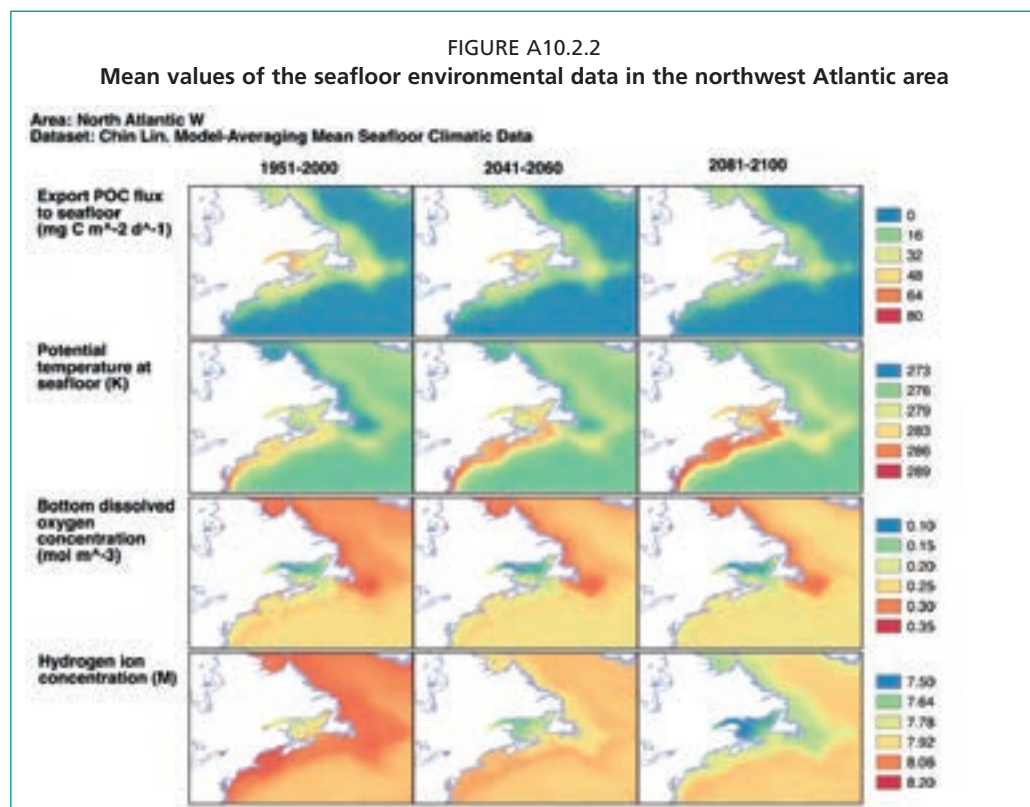 FIGURE A10.2.2
Mean values of the seafloor environmental data in the northwest Atlantic area
Area: North Atlantic W
Dataset: Chin Lin. Model-Averaging Mean Seafloor Climatic Data
1951-2000 2041-2060 2081-2100
Export POC flux
to seafloor
(mg C m^-2 d^-1)
0
16
32
48
64
80
Potential
temperature at
seafloor (K)
273
276
279
283
286
289
Bottom dissolved
oxygen
concentration
(mol m^-3)
0.10
0.15
0.20
0.25
0.30
0.35
Hydrogen ion
concentration (M)
7.50
7.64
7.78
7.92
8.06
8.20